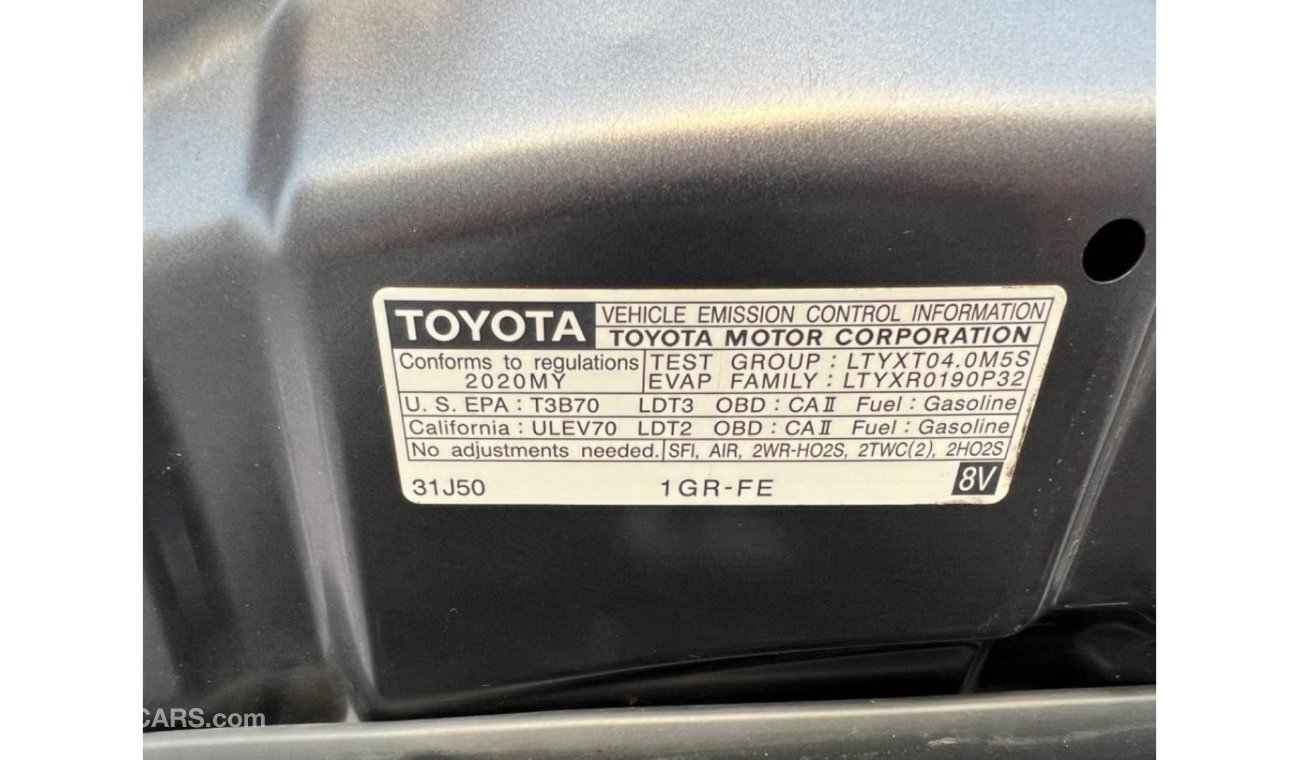 TOYOTA VEHICLE EMISSION CONTROL INFORMATION
TOYOTA MOTOR CORPORATION
Conforms to regulations TEST GROUP : LTYXT04.0M5S
2020MY EVAP FAMILY : LTYXR0190P32
U. S. EPA : T3B70 LDT3 OBD : CAⅡ Fuel : Gasoline
California : ULEV70 LDT2 OBD : CAⅡ Fuel : Gasoline
No adjustments needed. SFI, AIR, 2WR-HO2S, 2TWC(2), 2HO2S
31J50 1GR-FE 8V
CARS.com